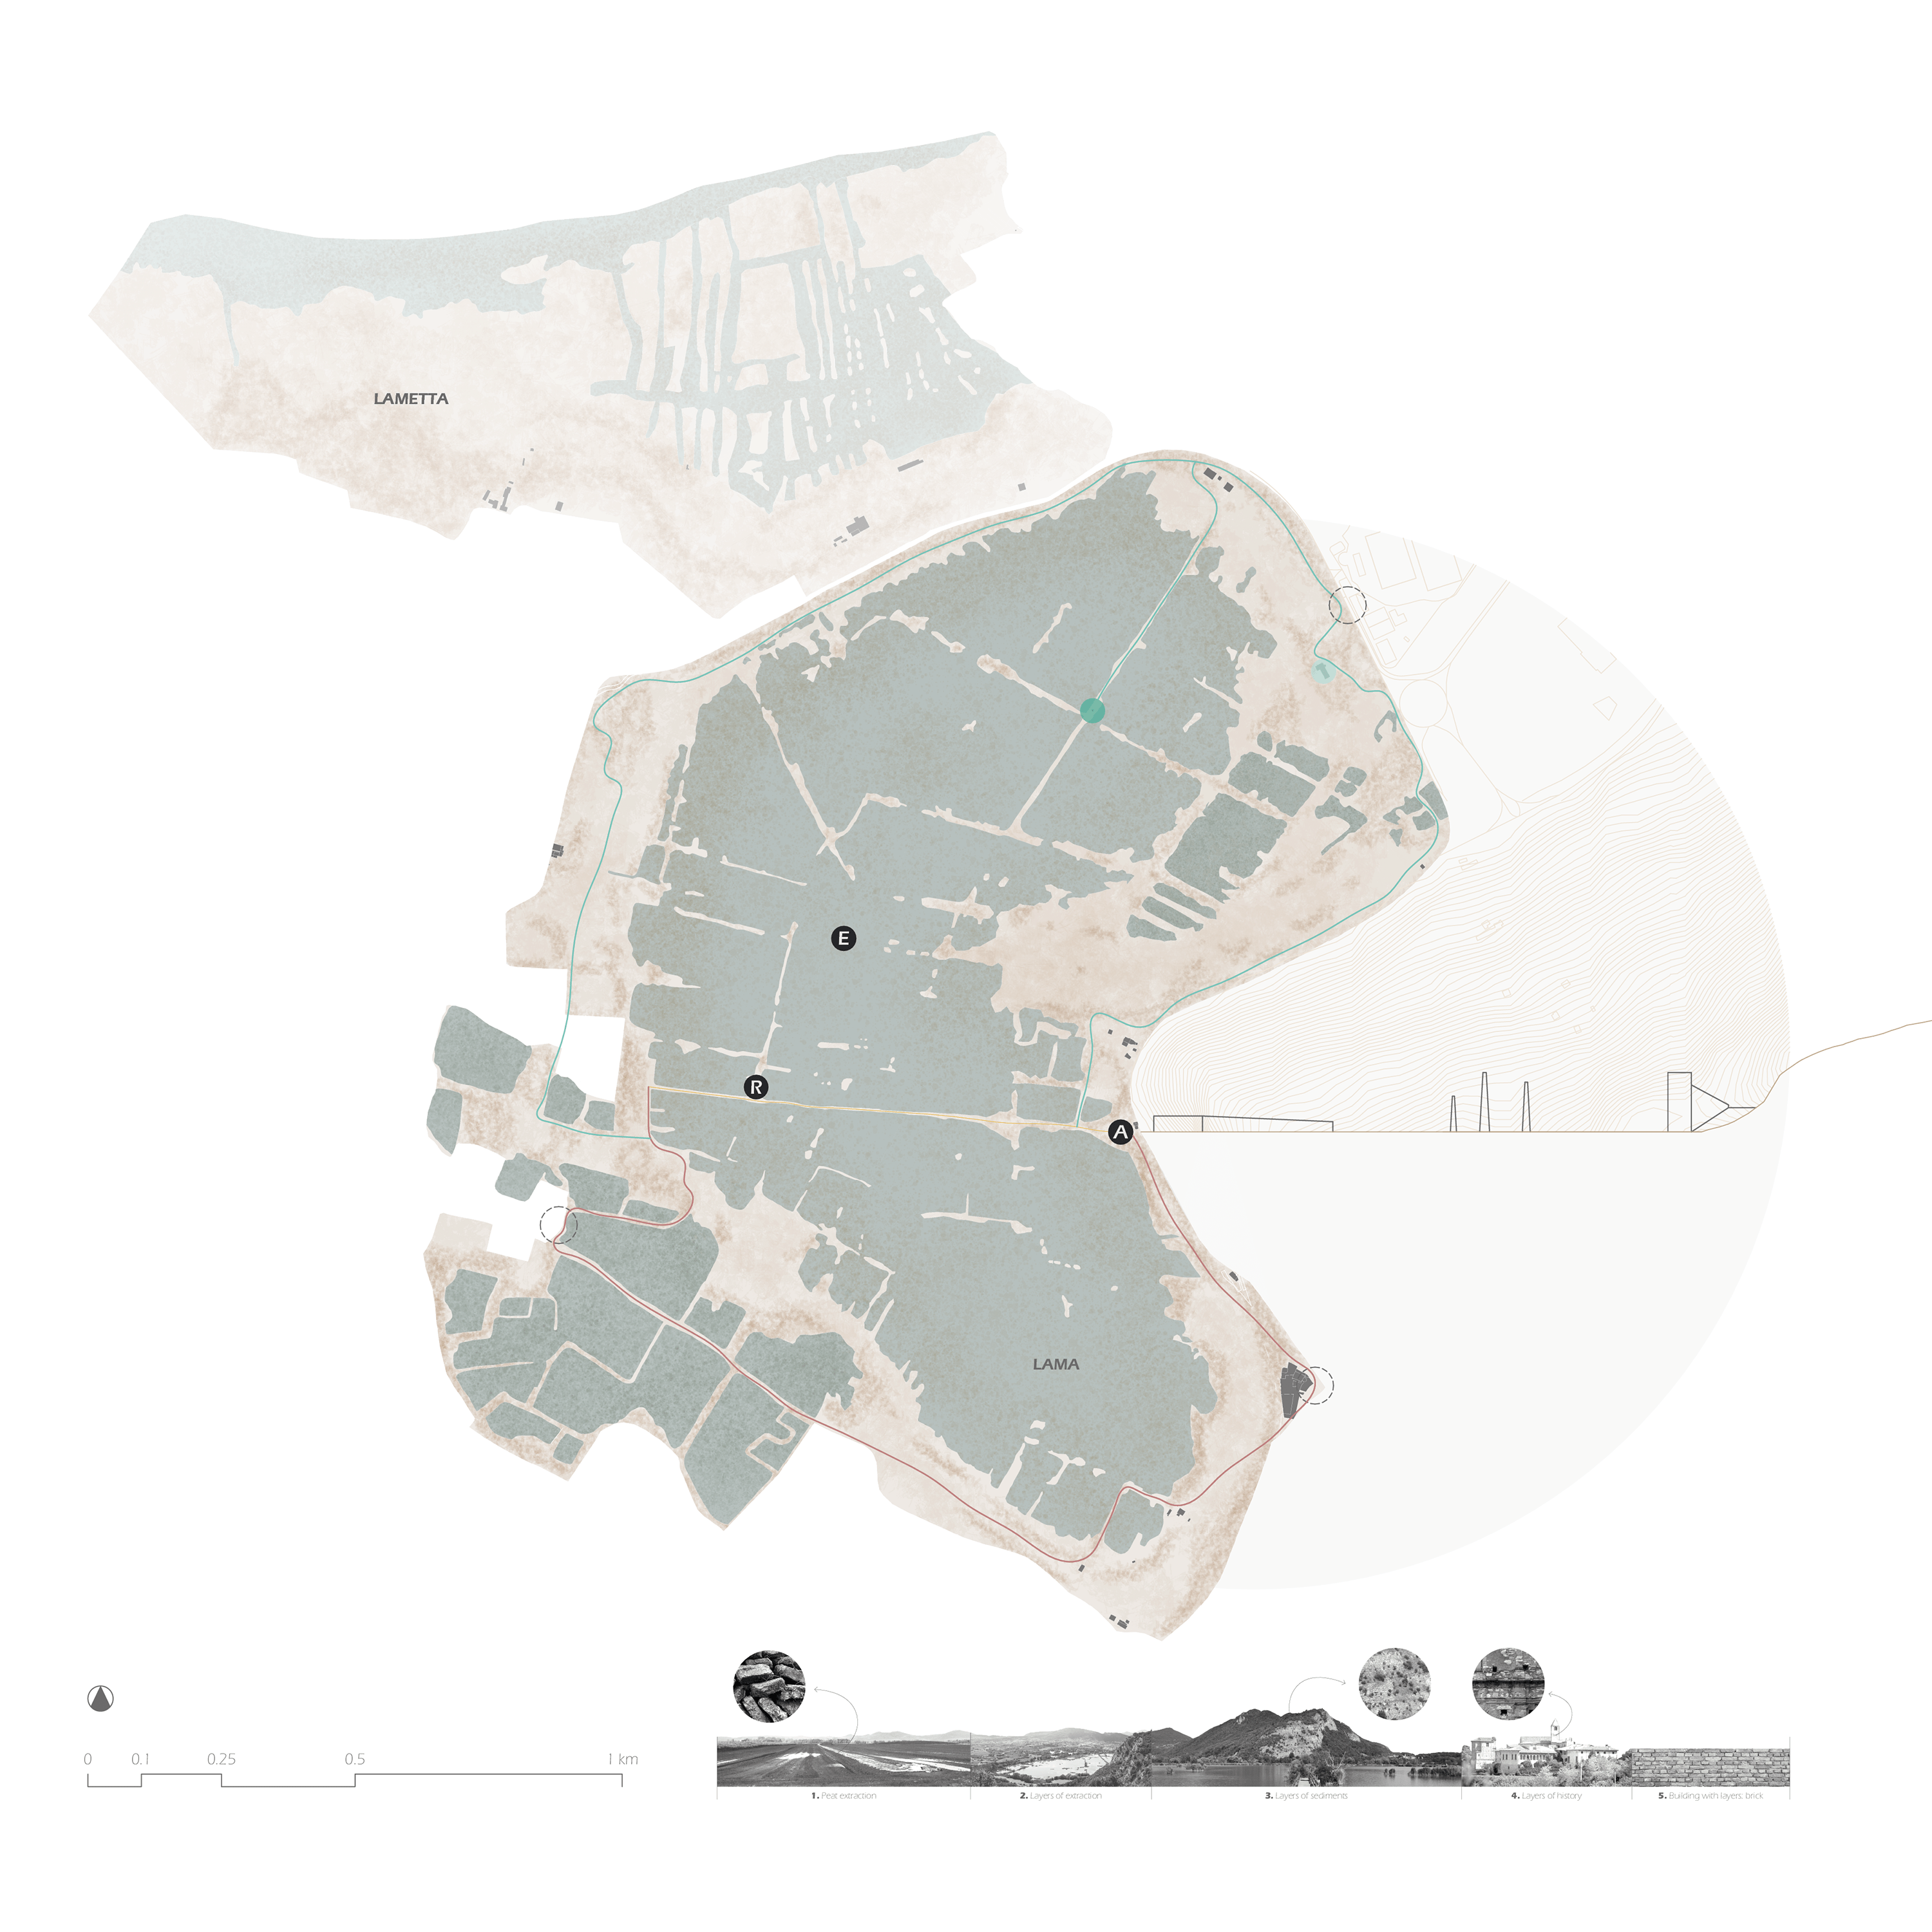 LAMETTA
E
R
A
LAMA
0 0.1 0.25 0.5 1 km
1. Peat extraction
2. Layers of extraction
3. Layers of sediments
4. Layers of history
5. Building with layers: brick